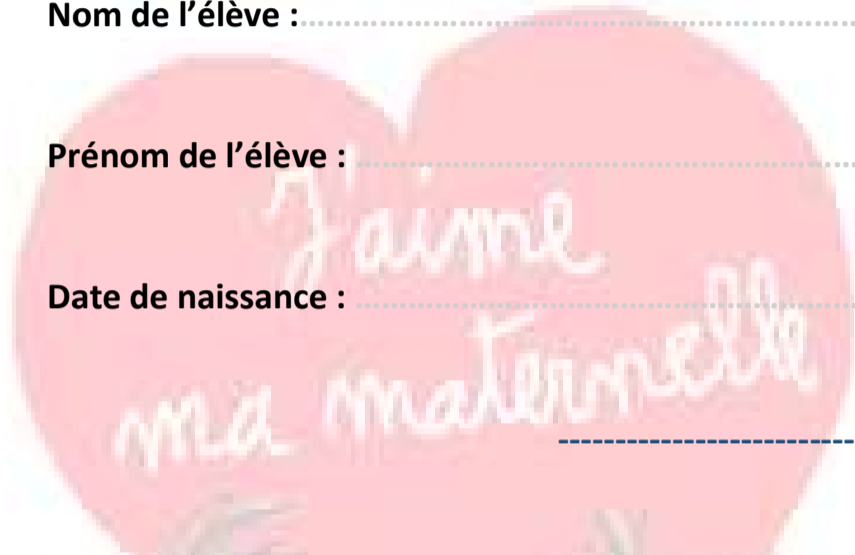 Nom de l’élève :
Prénom de l’élève :
J'aime
Date de naissance :
ma maternelle